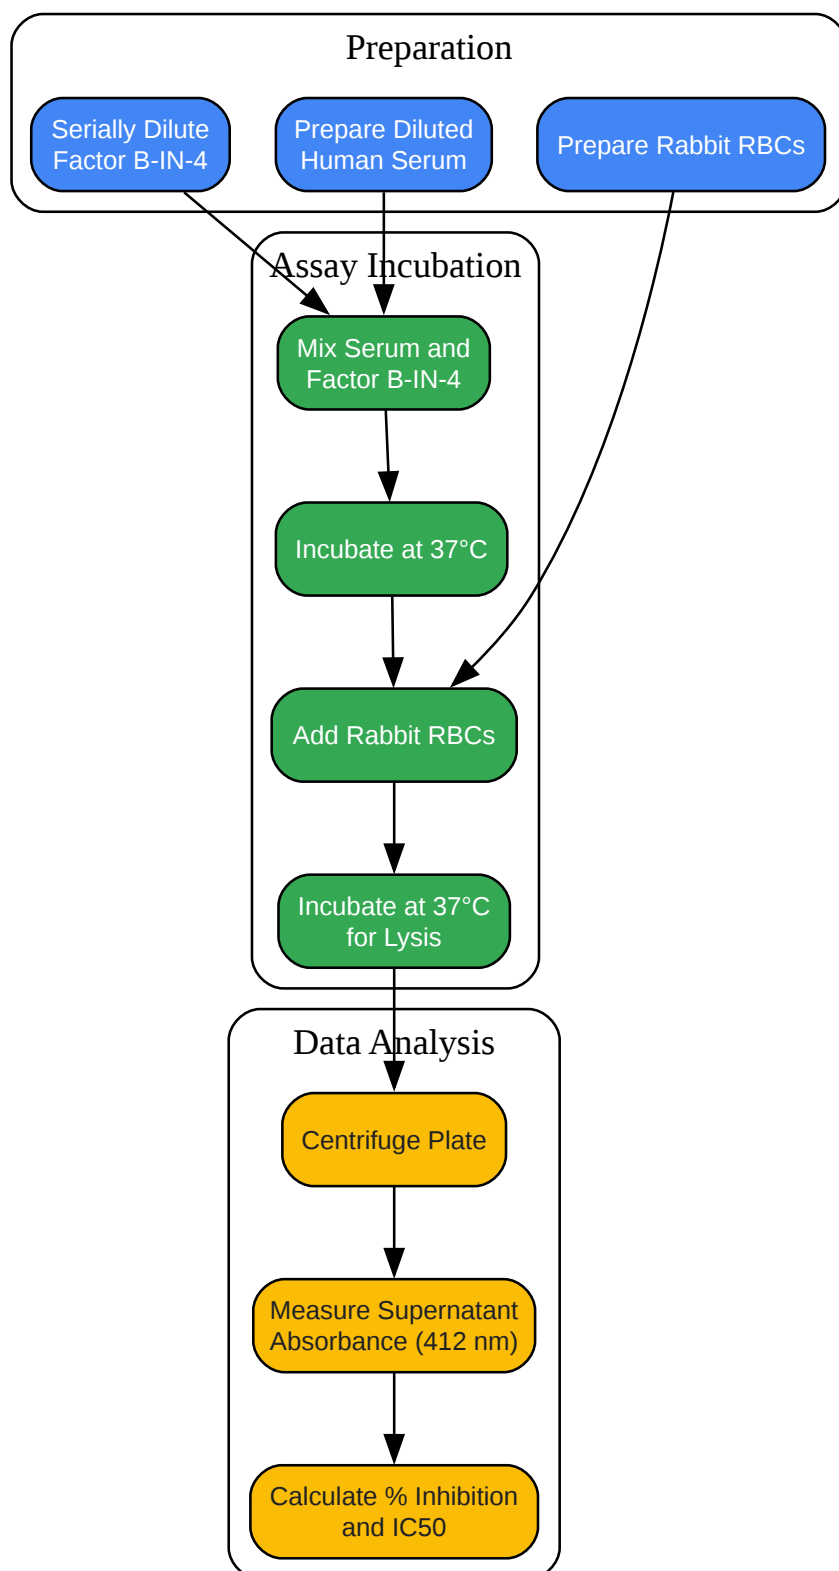 Preparation
Serially Dilute
Factor B-IN-4
Prepare Diluted
Human Serum
Prepare Rabbit RBCs
Assay Incubation
Mix Serum and
Factor B-IN-4
Incubate at 37°C
Add Rabbit RBCs
Incubate at 37°C
for Lysis
Data Analysis
Centrifuge Plate
Measure Supernatant
Absorbance (412 nm)
Calculate % Inhibition
and IC50